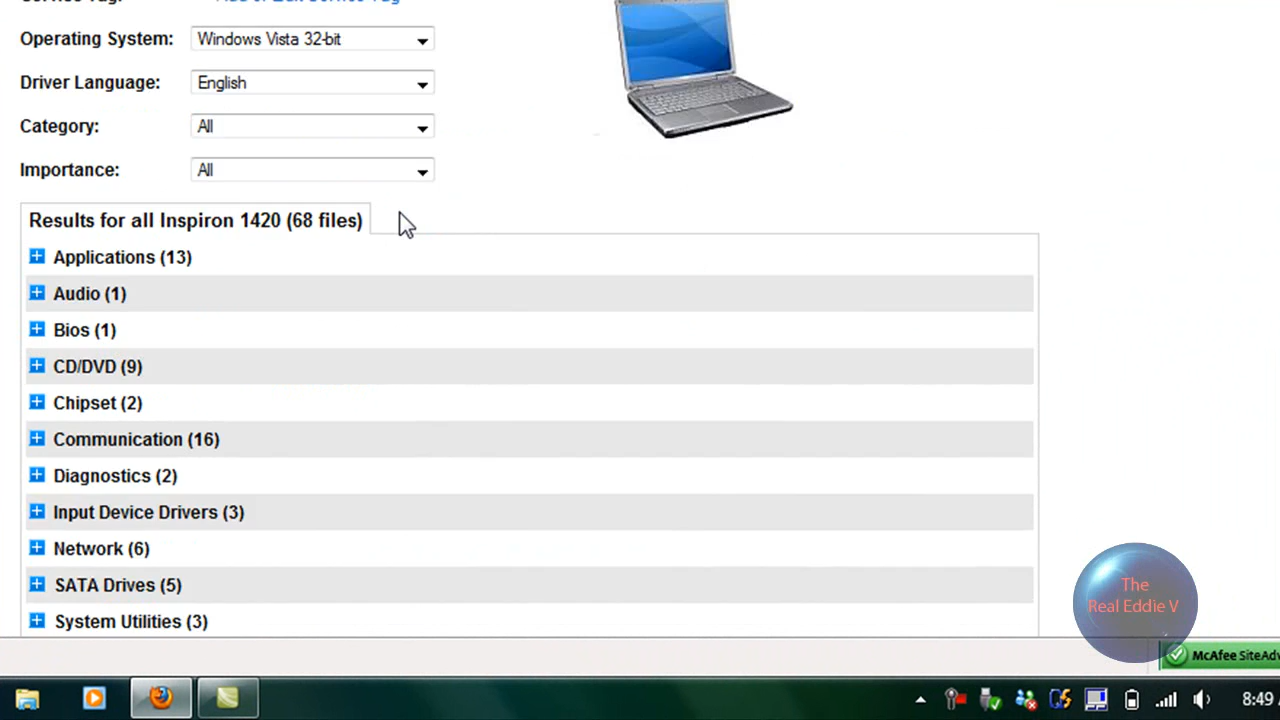 Operating System: Windows Vista 32-bit
Driver Language: English
Category: All
Importance: All
Results for all Inspiron 1420 (68 files)
Applications (13)
Audio (1)
Bios (1)
CD/DVD (9)
Chipset (2)
Communication (16)
Diagnostics (2)
Input Device Drivers (3)
Network (6)
SATA Drives (5)
System Utilities (3)
The
Real Eddie V
McAfee SiteAdv
8:49